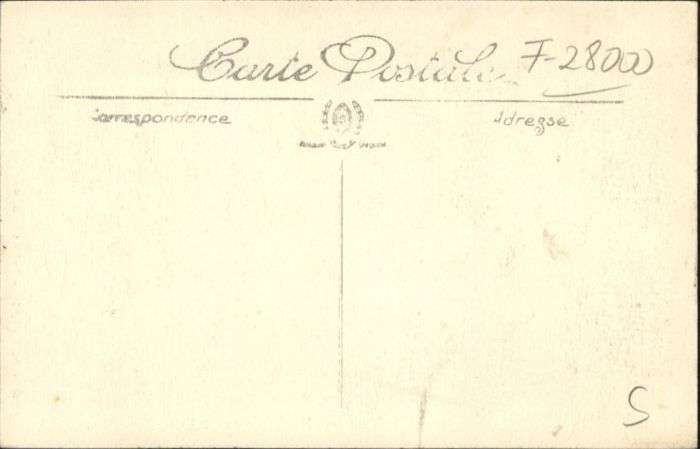 Carte Postale F-28000
Correspondance
Adresse
S